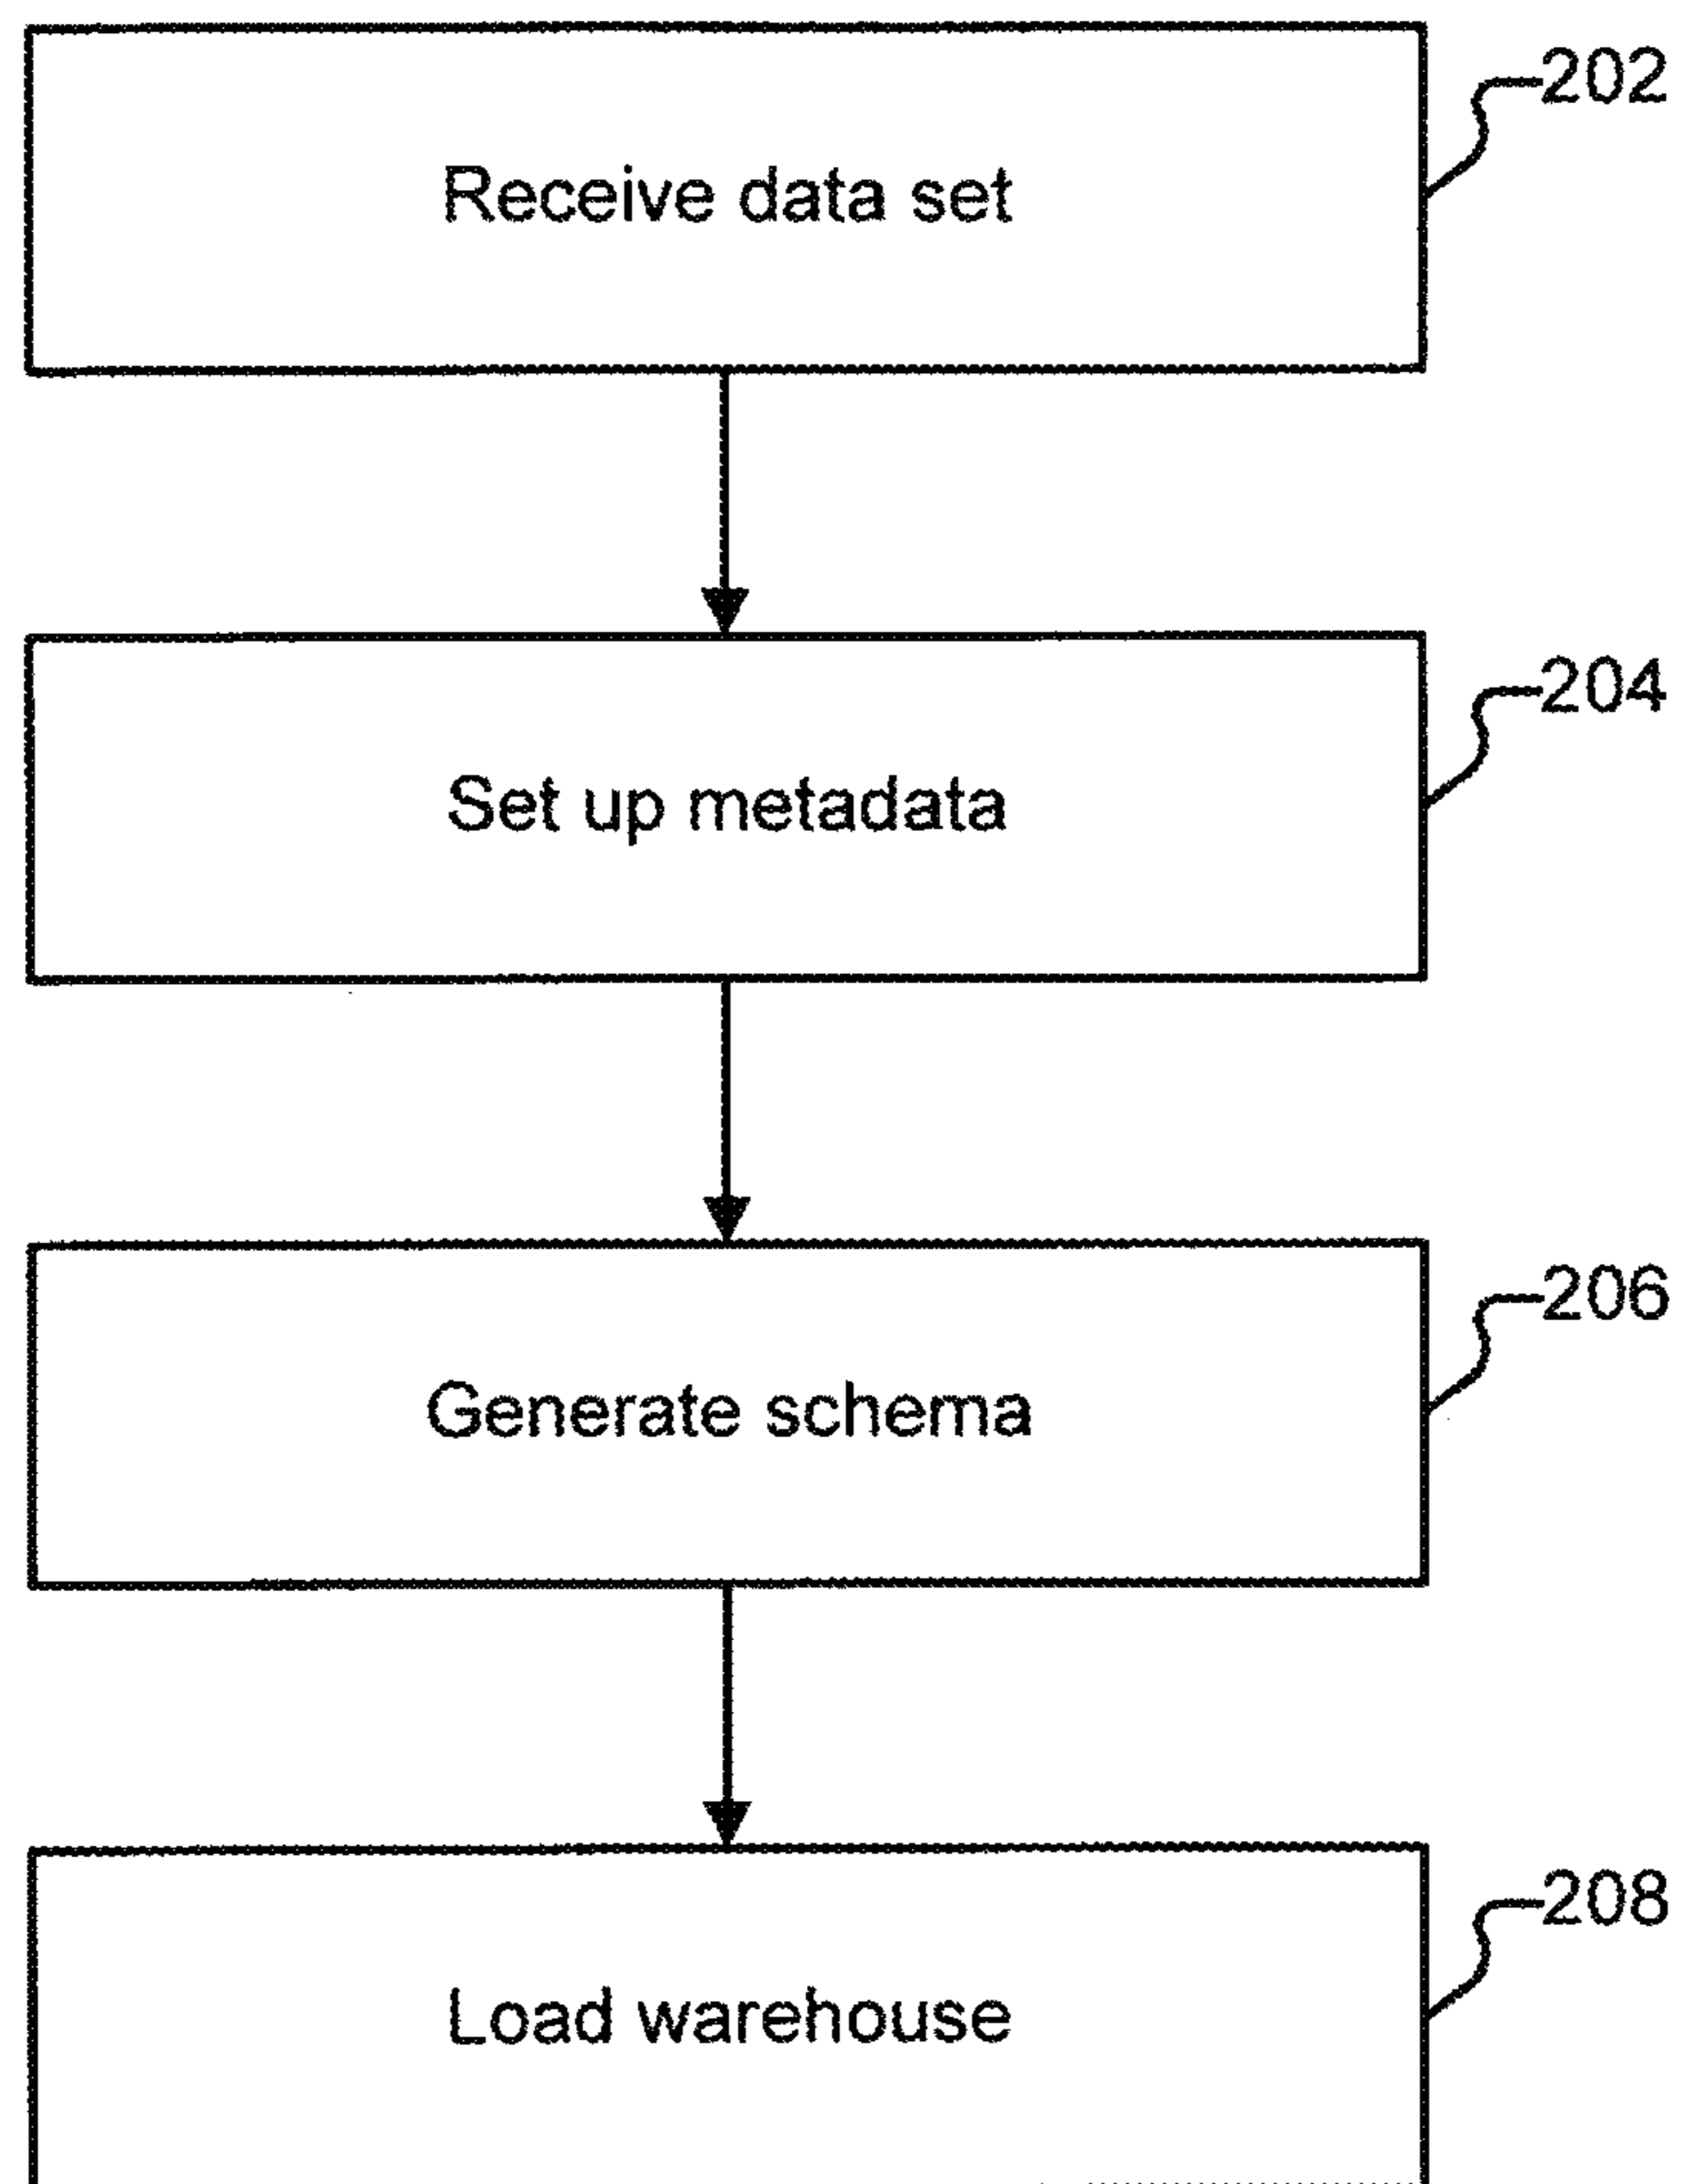 Receive data set
202
Set up metadata
204
Generate schema
206
Load warehouse
208